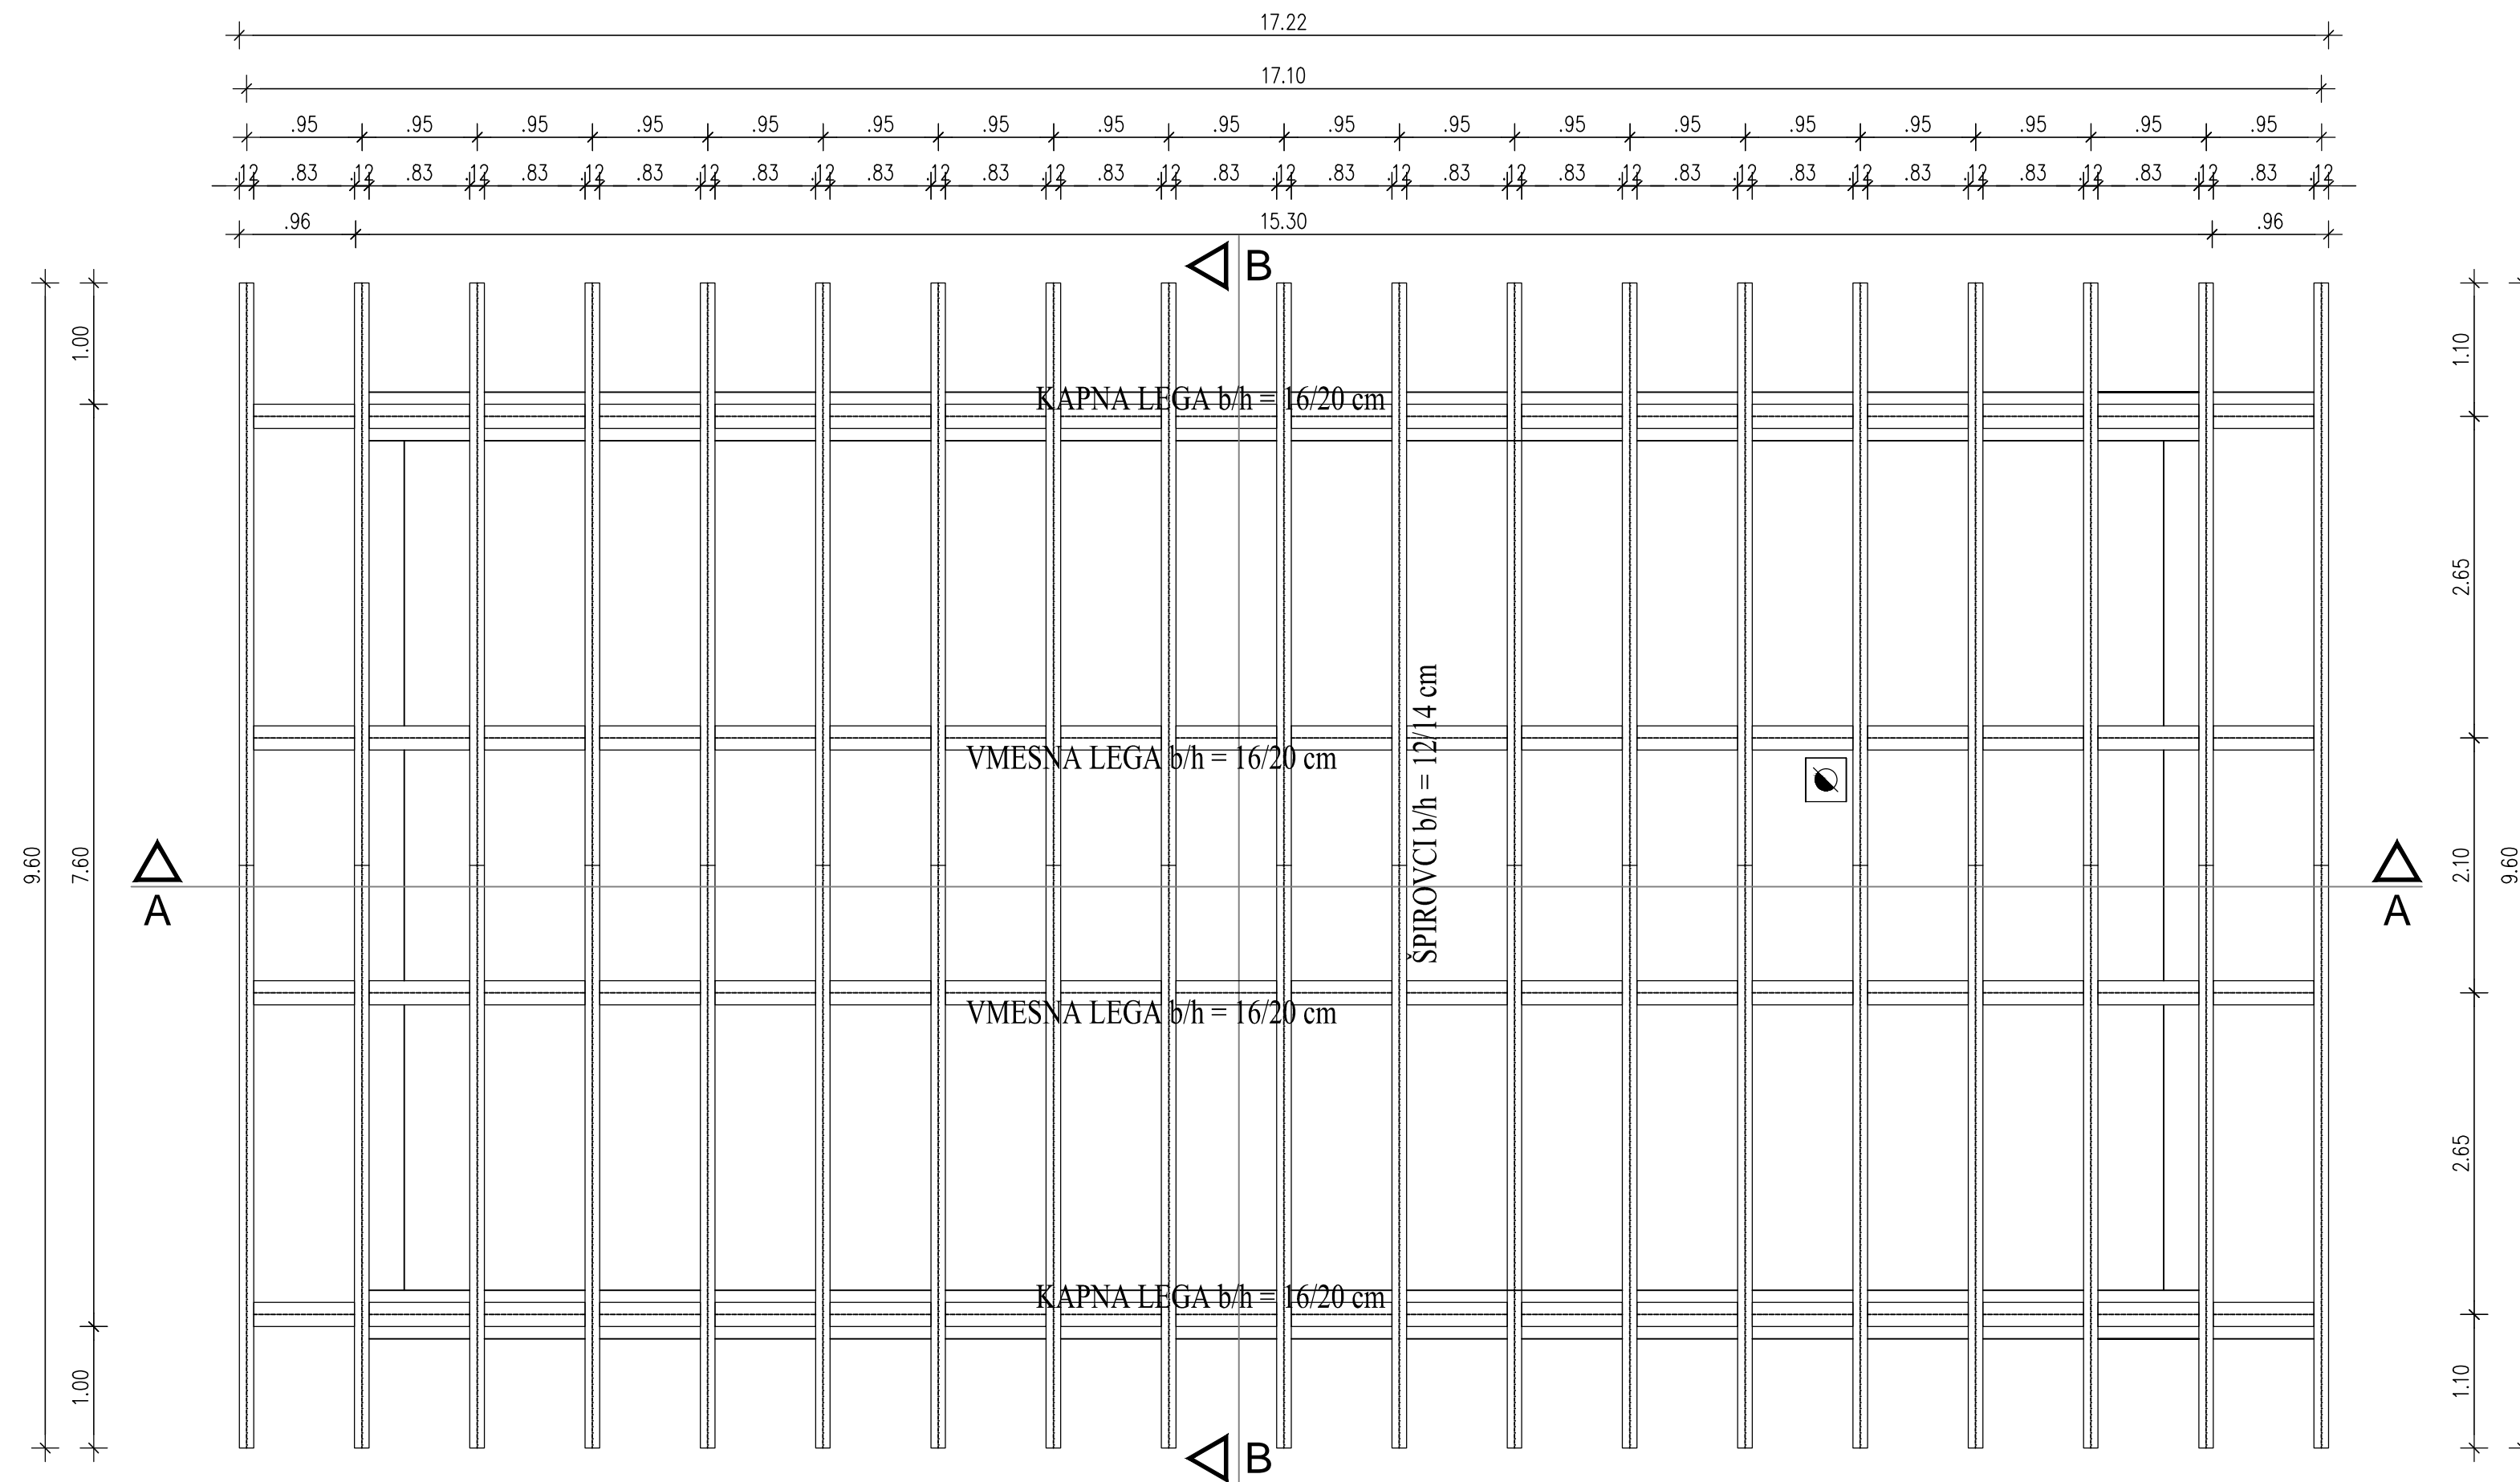 17.22
17.10
.95 .95 .95 .95 .95 .95 .95 .95 .95 .95 .95 .95 .95 .95 .95 .95 .95 .95
.12 .83 .12 .83 .12 .83 .12 .83 .12 .83 .12 .83 .12 .83 .12 .83 .12 .83 .12 .83 .12 .83 .12 .83 .12 .83 .12 .83 .12 .83 .12 .83 .12 .83 .12 .83 .12
.96 15.30 .96
B
1.00
1.10
KAPNA LEGA b/h = 16/20 cm
2.65
VMESNA LEGA b/h = 16/20 cm
ŠPIROVCI b/h = 12/14 cm
9.60
7.60
2.10
9.60
A
A
VMESNA LEGA b/h = 16/20 cm
2.65
KAPNA LEGA b/h = 16/20 cm
1.00
1.10
B